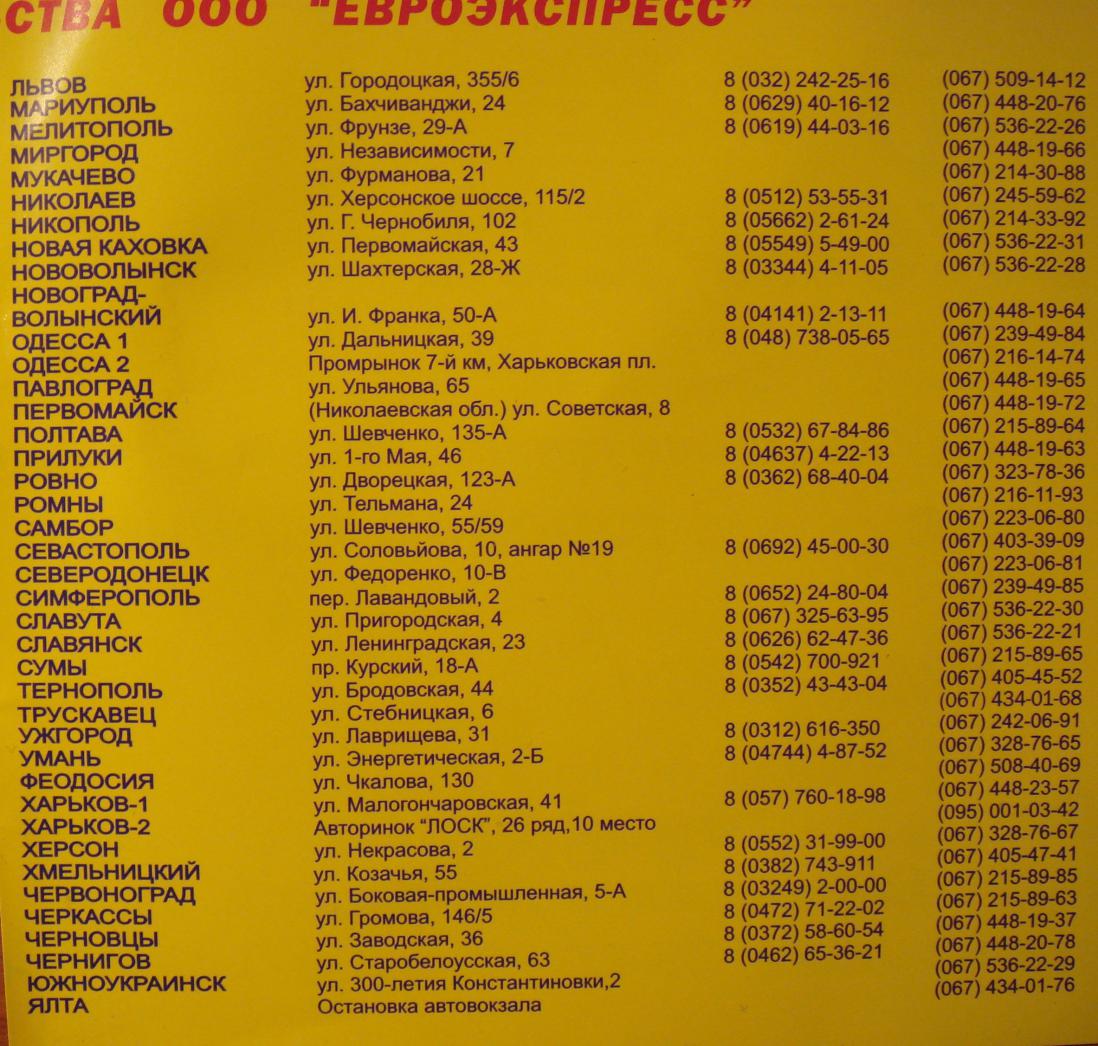 СТВА ООО "ЕВРОЭКСПРЕСС"
ЛЬВОВ ул. Городоцкая, 355/6 8 (032) 242-25-16 (067) 509-14-12
МАРИУПОЛЬ ул. Бахчиванджи, 24 8 (0629) 40-16-12 (067) 448-20-76
МЕЛИТОПОЛЬ ул. Фрунзе, 29-А 8 (0619) 44-03-16 (067) 536-22-26
МИРГОРОД ул. Независимости, 7 (067) 448-19-66
МУКАЧЕВО ул. Фурманова, 21 (067) 214-30-88
НИКОЛАЕВ ул. Херсонское шоссе, 115/2 8 (0512) 53-55-31 (067) 245-59-62
НИКОПОЛЬ ул. Г. Чернобиля, 102 8 (05662) 2-61-24 (067) 214-33-92
НОВАЯ КАХОВКА ул. Первомайская, 43 8 (05549) 5-49-00 (067) 536-22-31
НОВОВОЛЫНСК ул. Шахтерская, 28-Ж 8 (03344) 4-11-05 (067) 536-22-28
НОВОГРАД-
ВОЛЫНСКИЙ ул. И. Франка, 50-А 8 (04141) 2-13-11 (067) 448-19-64
ОДЕССА 1 ул. Дальницкая, 39 8 (048) 738-05-65 (067) 239-49-84
ОДЕССА 2 Промрынок 7-й км, Харьковская пл. (067) 216-14-74
ПАВЛОГРАД ул. Ульянова, 65 (067) 448-19-65
ПЕРВОМАЙСК (Николаевская обл.) ул. Советская, 8 (067) 448-19-72
ПОЛТАВА ул. Шевченко, 135-А 8 (0532) 67-84-86 (067) 215-89-64
ПРИЛУКИ ул. 1-го Мая, 46 8 (04637) 4-22-13 (067) 448-19-63
РОВНО ул. Дворецкая, 123-А 8 (0362) 68-40-04 (067) 323-78-36
РОМНЫ ул. Тельмана, 24 (067) 216-11-93
САМБОР ул. Шевченко, 55/59 (067) 223-06-80
СЕВАСТОПОЛЬ ул. Соловьйова, 10, ангар №19 8 (0692) 45-00-30 (067) 403-39-09
СЕВЕРОДОНЕЦК ул. Федоренко, 10-В (067) 223-06-81
СИМФЕРОПОЛЬ пер. Лавандовый, 2 8 (0652) 24-80-04 (067) 239-49-85
СЛАВУТА ул. Пригородская, 4 8 (067) 325-63-95 (067) 536-22-30
СЛАВЯНСК ул. Ленинградская, 23 8 (0626) 62-47-36 (067) 536-22-21
СУМЫ пр. Курский, 18-А 8 (0542) 700-921 (067) 215-89-65
ТЕРНОПОЛЬ ул. Бродовская, 44 8 (0352) 43-43-04 (067) 405-45-52
ТРУСКАВЕЦ ул. Стебницкая, 6 (067) 434-01-68
УЖГОРОД ул. Лаврищева, 31 8 (0312) 616-350 (067) 242-06-91
УМАНЬ ул. Энергетическая, 2-Б 8 (04744) 4-87-52 (067) 328-76-65
ФЕОДОСИЯ ул. Чкалова, 130 (067) 508-40-69
ХАРЬКОВ-1 ул. Малогончаровская, 41 8 (057) 760-18-98 (067) 448-23-57
ХАРЬКОВ-2 Авторинок "ЛОСК", 26 ряд,10 место (095) 001-03-42
ХЕРСОН ул. Некрасова, 2 8 (0552) 31-99-00 (067) 328-76-67
ХМЕЛЬНИЦКИЙ ул. Козачья, 55 8 (0382) 743-911 (067) 405-47-41
ЧЕРВОНОГРАД ул. Боковая-промышленная, 5-А 8 (03249) 2-00-00 (067) 215-89-85
ЧЕРКАССЫ ул. Громова, 146/5 8 (0472) 71-22-02 (067) 215-89-63
ЧЕРНОВЦЫ ул. Заводская, 36 8 (0372) 58-60-54 (067) 448-19-37
ЧЕРНИГОВ ул. Старобелоусская, 63 8 (0462) 65-36-21 (067) 448-20-78
ЮЖНОУКРАИНСК ул. 300-летия Константиновки,2 (067) 536-22-29
ЯЛТА Остановка автовокзала (067) 434-01-76